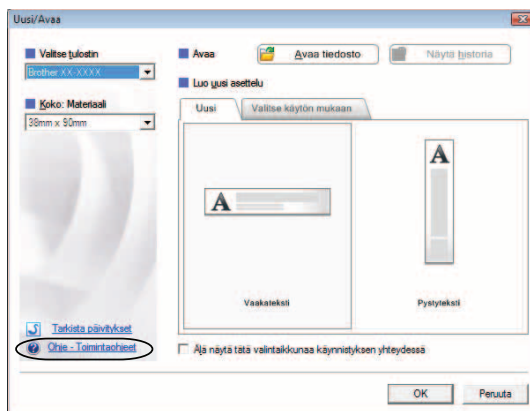 Uusi/Avaa
Valitse tulostin
Brother XX-XXXX
Koko: Materiaali
38mm x 90mm
Tarkista päivitykset
Ohje - Toimintaohjeet
Avaa
Avaa tiedosto
Näytä historia
Luo uusi asettelu
Uusi
Valitse käytön mukaan
A
A
Vaakateksti
Pystyteksti
Älä näytä tätä valintaikkunaa käynnistyksen yhteydessä
OK
Peruuta